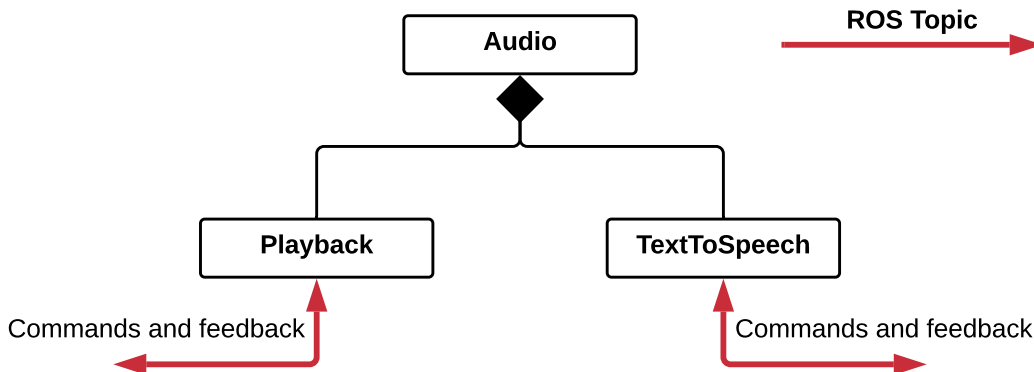 ROS Topic
Audio
Playback
TextToSpeech
Commands and feedback
Commands and feedback